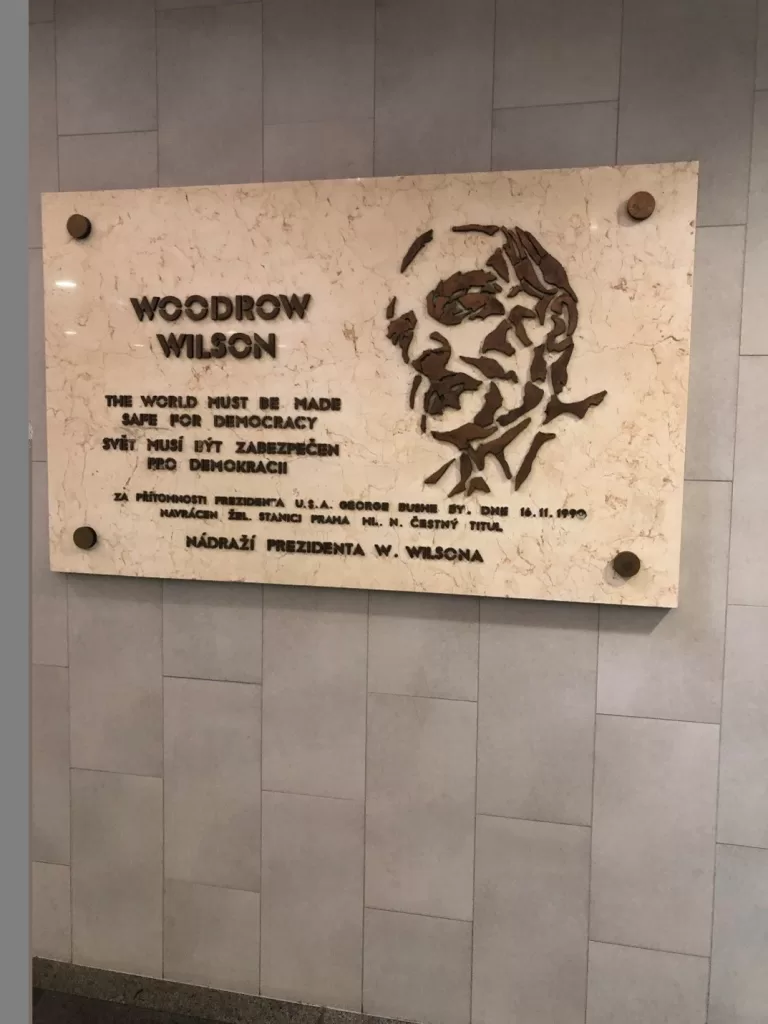 WOODROW
WILSON
THE WORLD MUST BE MADE
SAFE FOR DEMOCRACY
SVĚT MUSÍ BÝT ZABEZPEČEN
PRO DEMOKRACII
ZA PŘÍTOMNOSTI PREZIDENTA U.S.A. GEORGE BUSHE BY. DNE 16.11.1990
NAVRÁCEN ŽEL. STANICI PRAHA HL. N. ČESTNÝ TITUL
NÁDRAŽÍ PREZIDENTA W. WILSONA